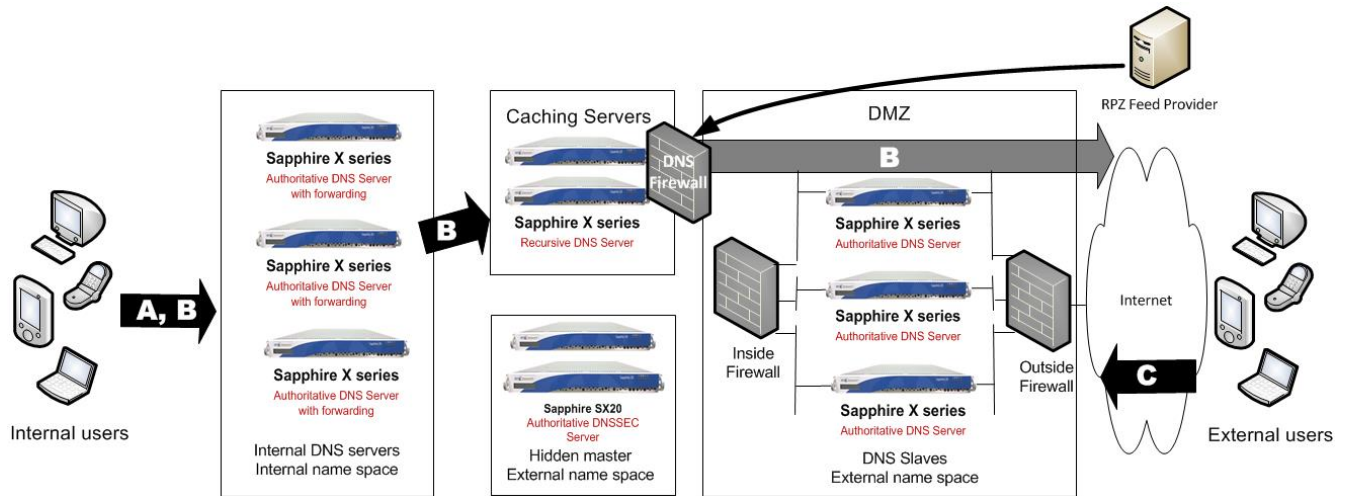 Internal users
A, B
Sapphire X series
Authoritative DNS Server
with forwarding
Sapphire X series
Authoritative DNS Server
with forwarding
Sapphire X series
Authoritative DNS Server
with forwarding
Internal DNS servers
Internal name space
B
Caching Servers
Sapphire X series
Recursive DNS Server
DNS
Firewall
Sapphire SX20
Authoritative DNSSEC
Server
Hidden master
External name space
DMZ
B
Inside
Firewall
Sapphire X series
Authoritative DNS Server
Sapphire X series
Authoritative DNS Server
Sapphire X series
Authoritative DNS Server
DNS Slaves
External name space
Outside
Firewall
RPZ Feed Provider
Internet
C
External users